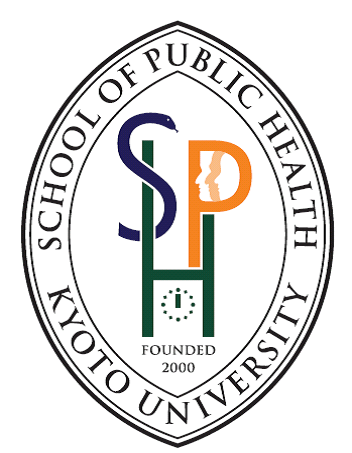 SCHOOL OF PUBLIC HEALTH
SPH
FOUNDED
2000
KYOTO UNIVERSITY